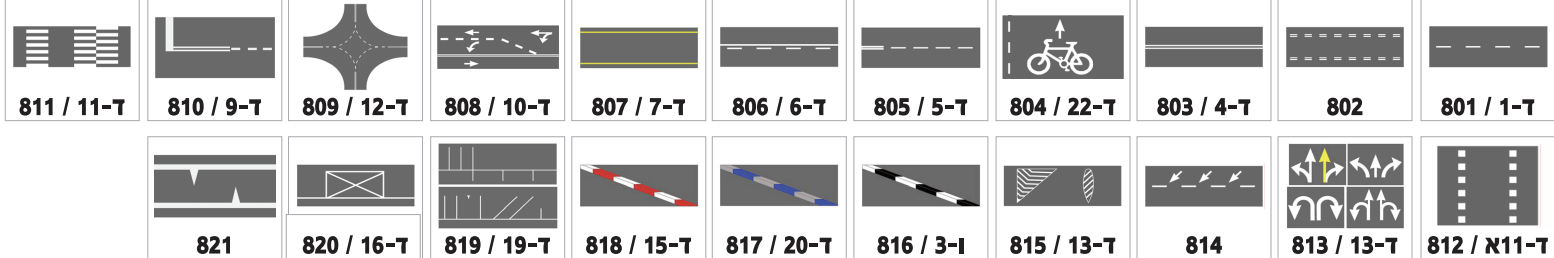 ד-1 / 801 802 ד-4 / 803 ד-22 / 804 ד-5 / 805 ד-6 / 806 ד-7 / 807 ד-10 / 808 ד-12 / 809 ד-9 / 810 ד-11 / 811
ד-11א / 812 ד-13 / 813 814 ד-13 / 815 ו-3 / 816 ד-20 / 817 ד-15 / 818 ד-19 / 819 ד-16 / 820 821